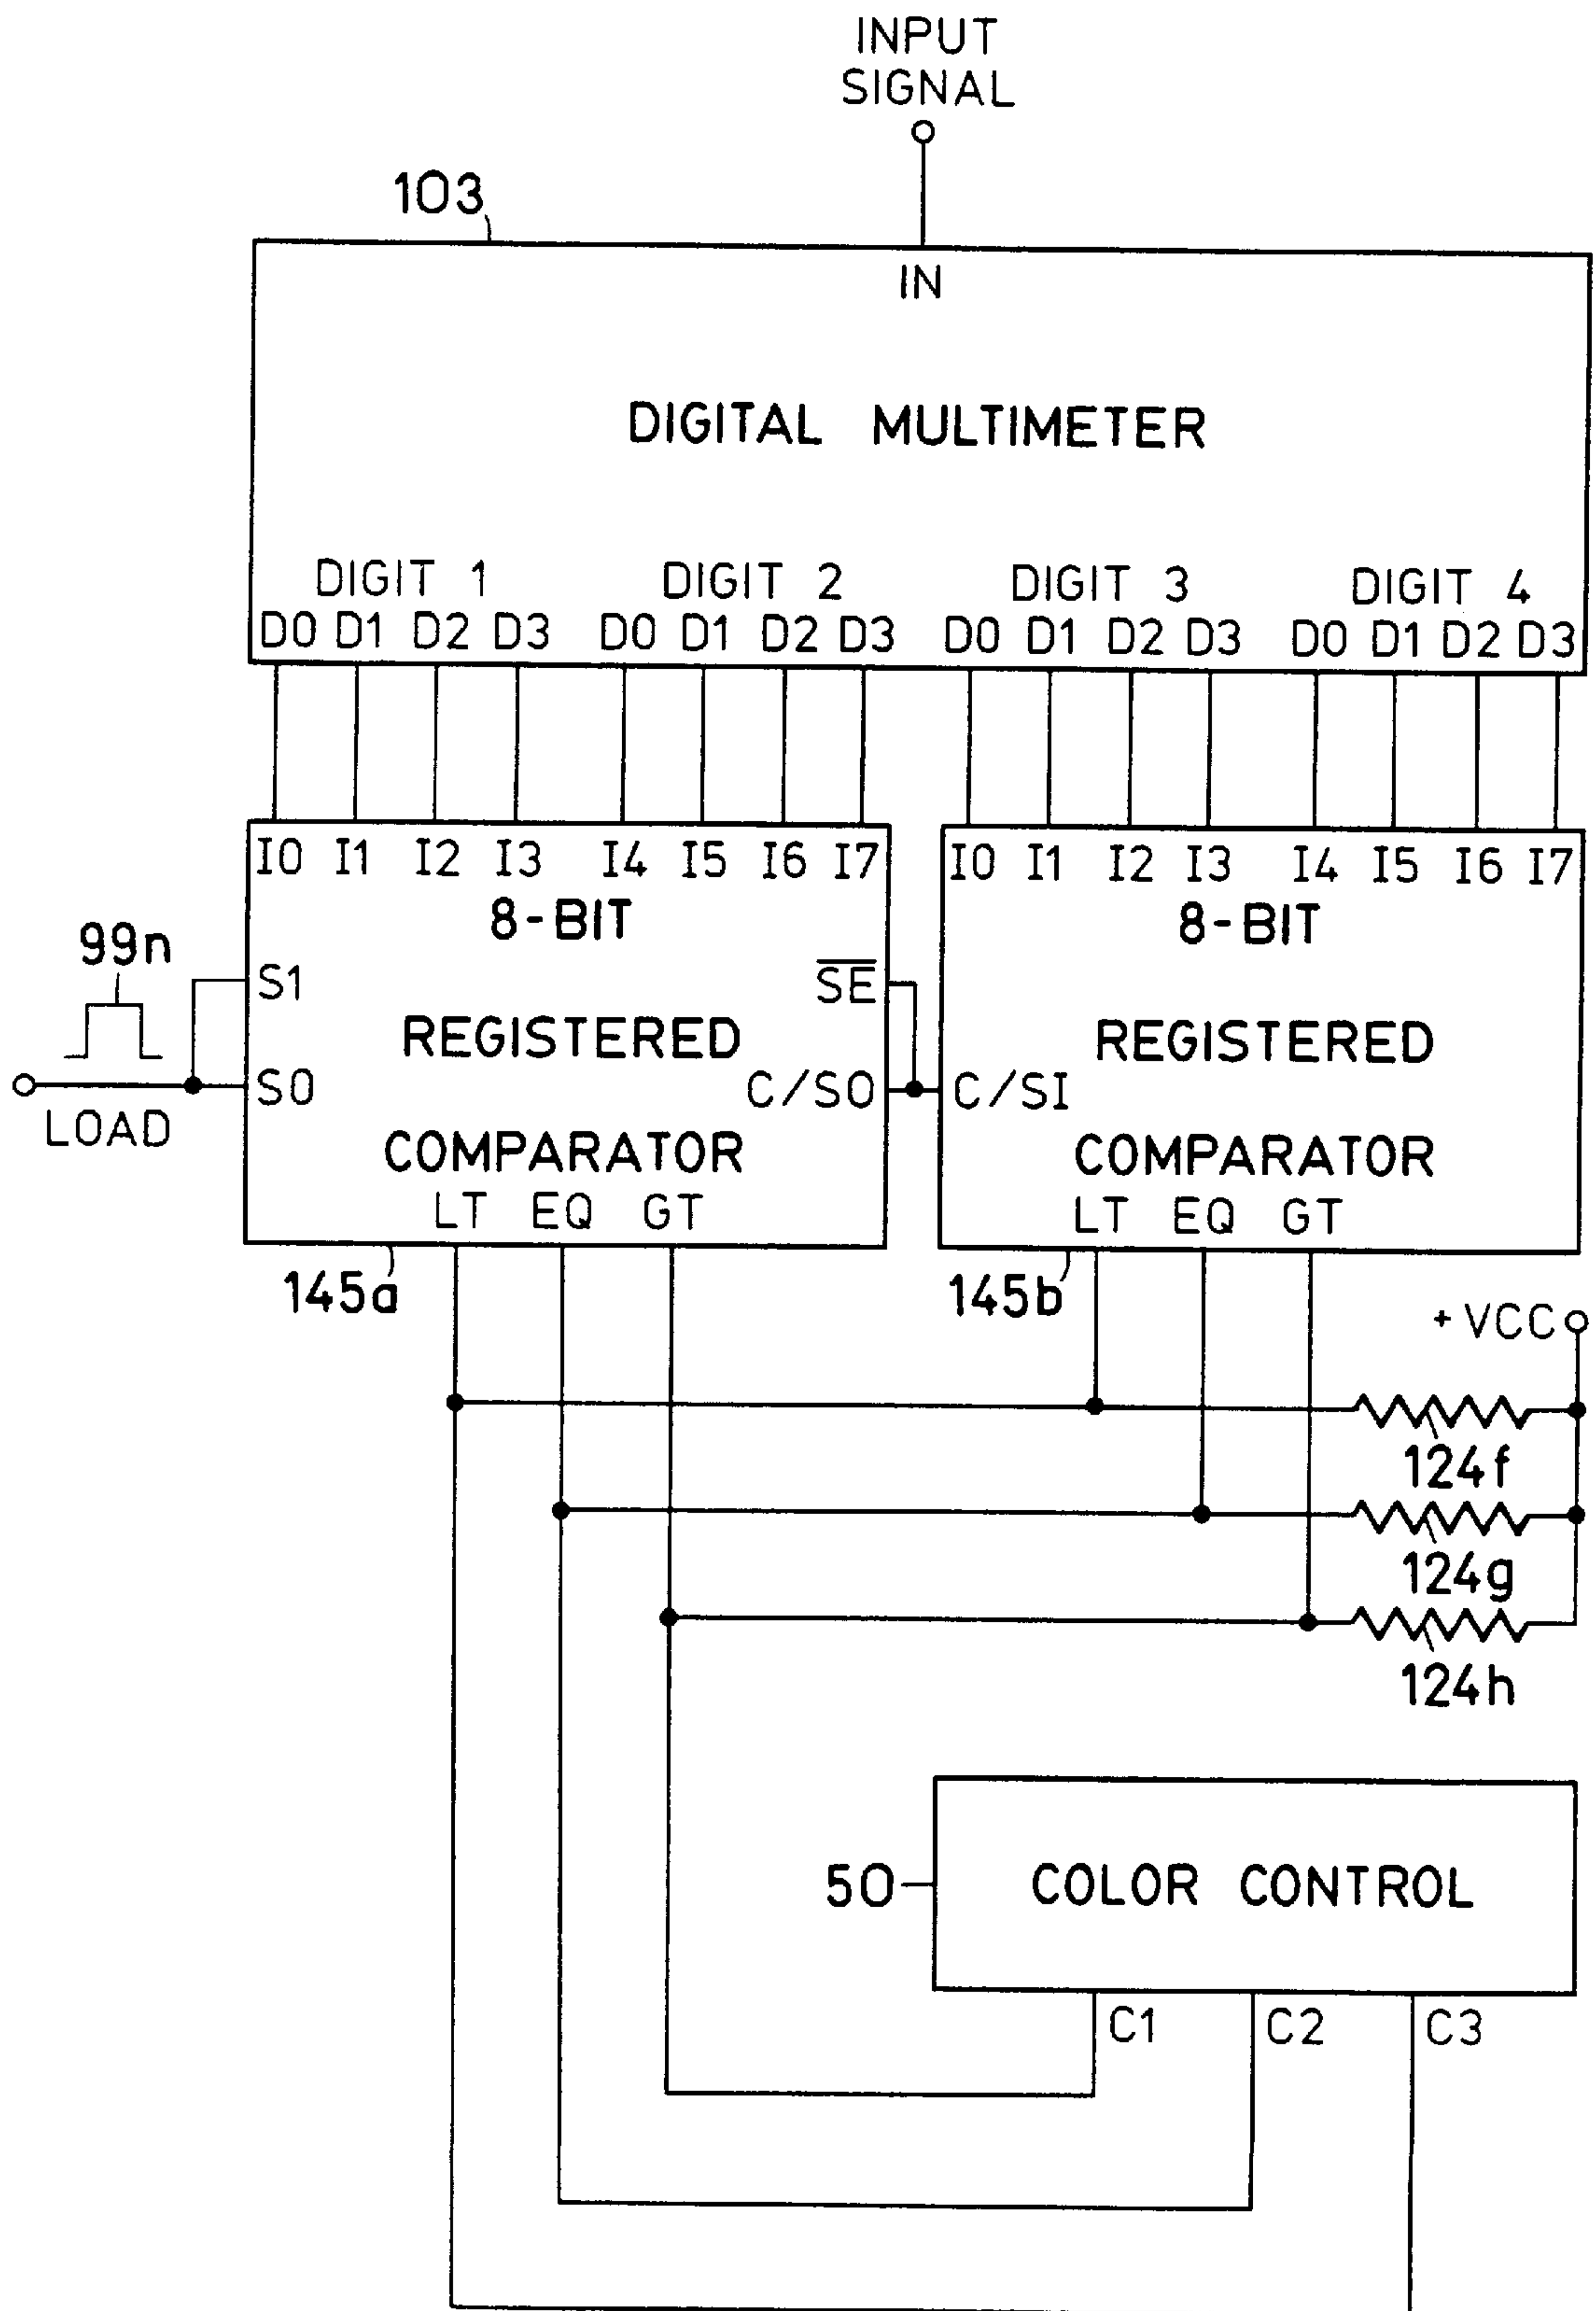 INPUT
SIGNAL
103
IN
DIGITAL MULTIMETER
DIGIT 1 DIGIT 2 DIGIT 3 DIGIT 4
D0 D1 D2 D3 D0 D1 D2 D3 D0 D1 D2 D3 D0 D1 D2 D3
I0 I1 I2 I3 I4 I5 I6 I7
8-BIT
99n
S1
SE
REGISTERED
S0
C/SO
LOAD
COMPARATOR
LT EQ GT
145a
I0 I1 I2 I3 I4 I5 I6 I7
8-BIT
REGISTERED
C/SI
COMPARATOR
LT EQ GT
145b
+VCC
124f
124g
124h
50
COLOR CONTROL
C1 C2 C3